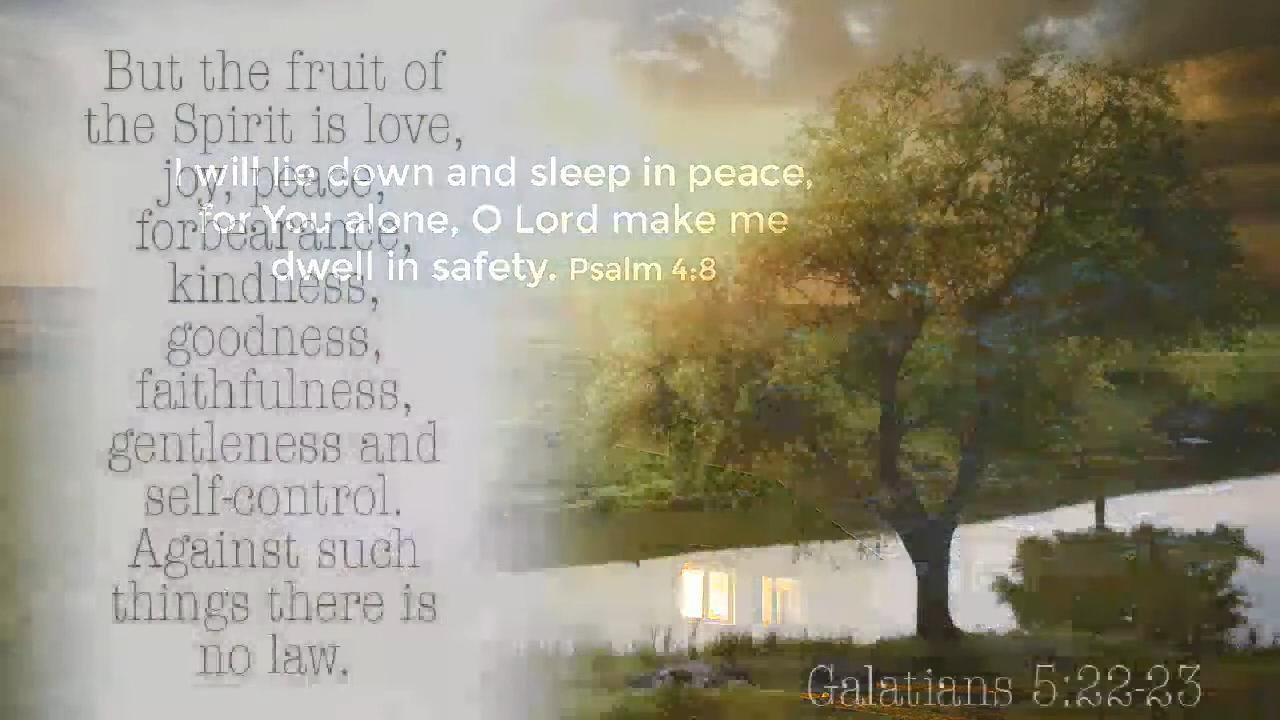 But the fruit of
the Spirit is love,
joy, peace,
forbearance,
kindness,
goodness,
faithfulness,
gentleness and
self-control.
Against such
things there is
no law.
I will lie down and sleep in peace,
for You alone, O Lord make me
dwell in safety. Psalm 4:8
Galatians 5:22-23